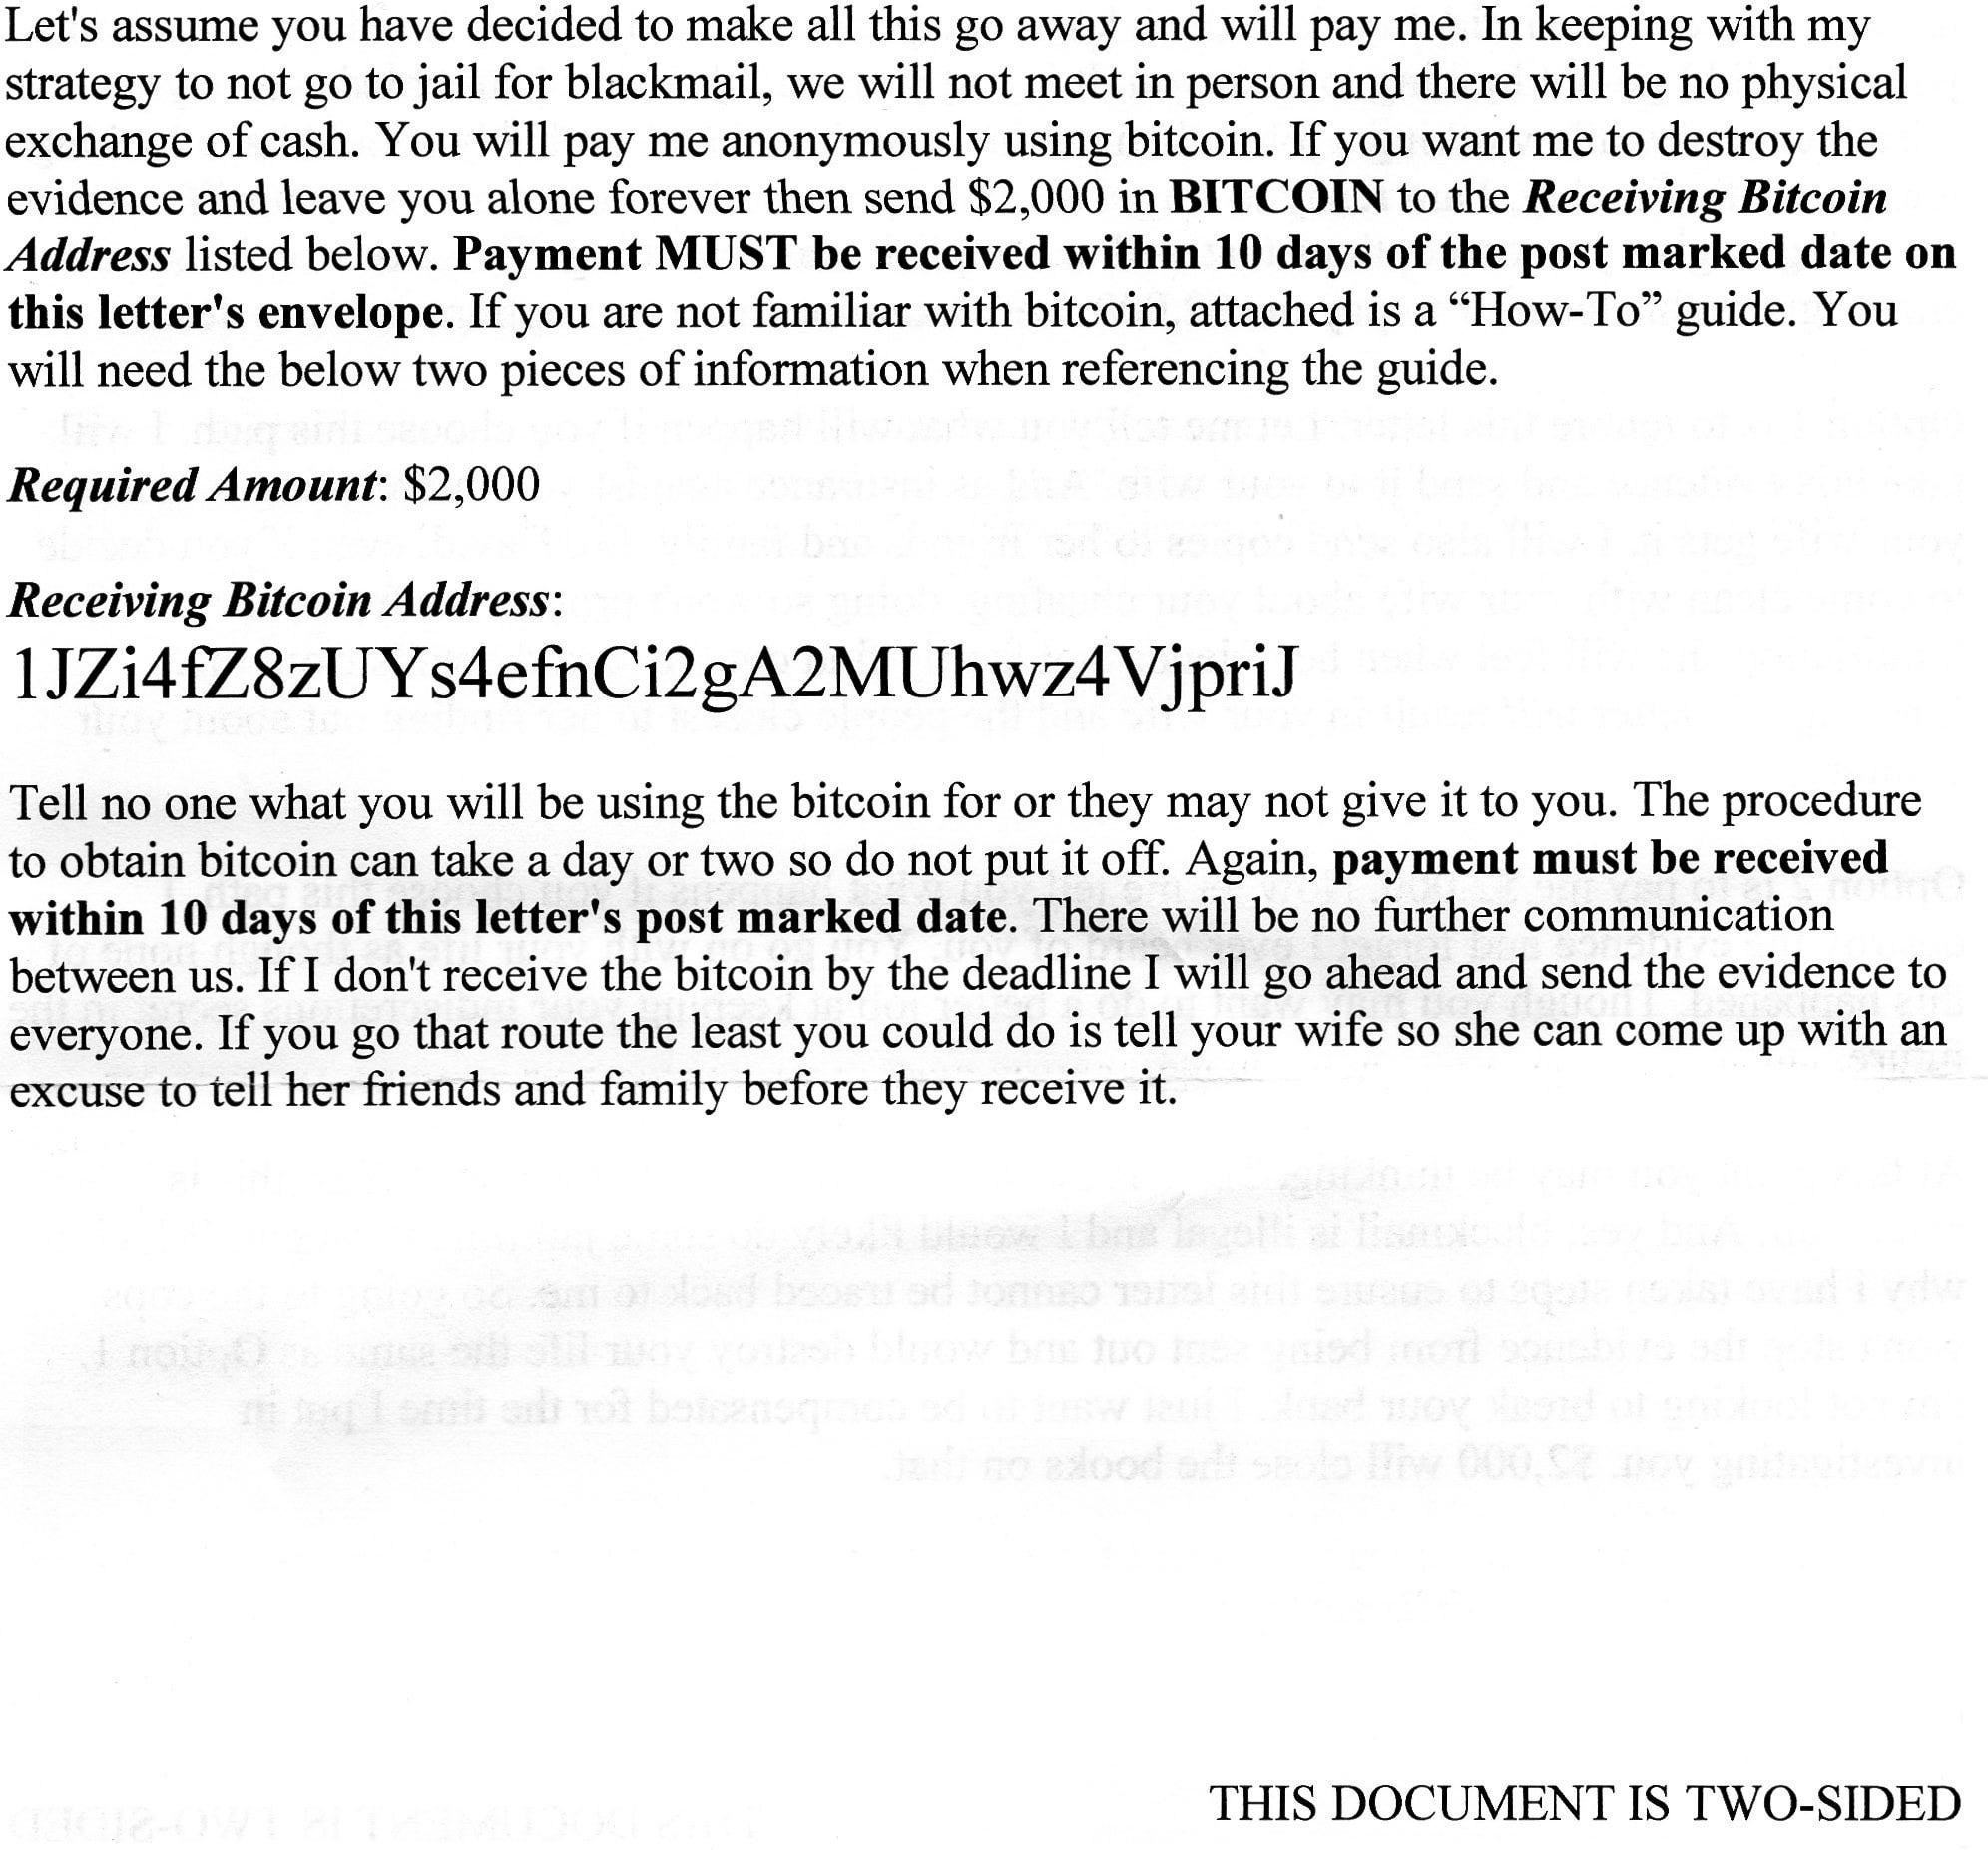 Let's assume you have decided to make all this go away and will pay me. In keeping with my
strategy to not go to jail for blackmail, we will not meet in person and there will be no physical
exchange of cash. You will pay me anonymously using bitcoin. If you want me to destroy the
evidence and leave you alone forever then send $2,000 in BITCOIN to the Receiving Bitcoin
Address listed below. Payment MUST be received within 10 days of the post marked date on
this letter's envelope. If you are not familiar with bitcoin, attached is a “How-To” guide. You
will need the below two pieces of information when referencing the guide.
Required Amount: $2,000
Receiving Bitcoin Address:
1JZi4fZ8zUYs4efnCi2gA2MUhwz4VjpriJ
Tell no one what you will be using the bitcoin for or they may not give it to you. The procedure
to obtain bitcoin can take a day or two so do not put it off. Again, payment must be received
within 10 days of this letter's post marked date. There will be no further communication
between us. If I don't receive the bitcoin by the deadline I will go ahead and send the evidence to
everyone. If you go that route the least you could do is tell your wife so she can come up with an
excuse to tell her friends and family before they receive it.
THIS DOCUMENT IS TWO-SIDED